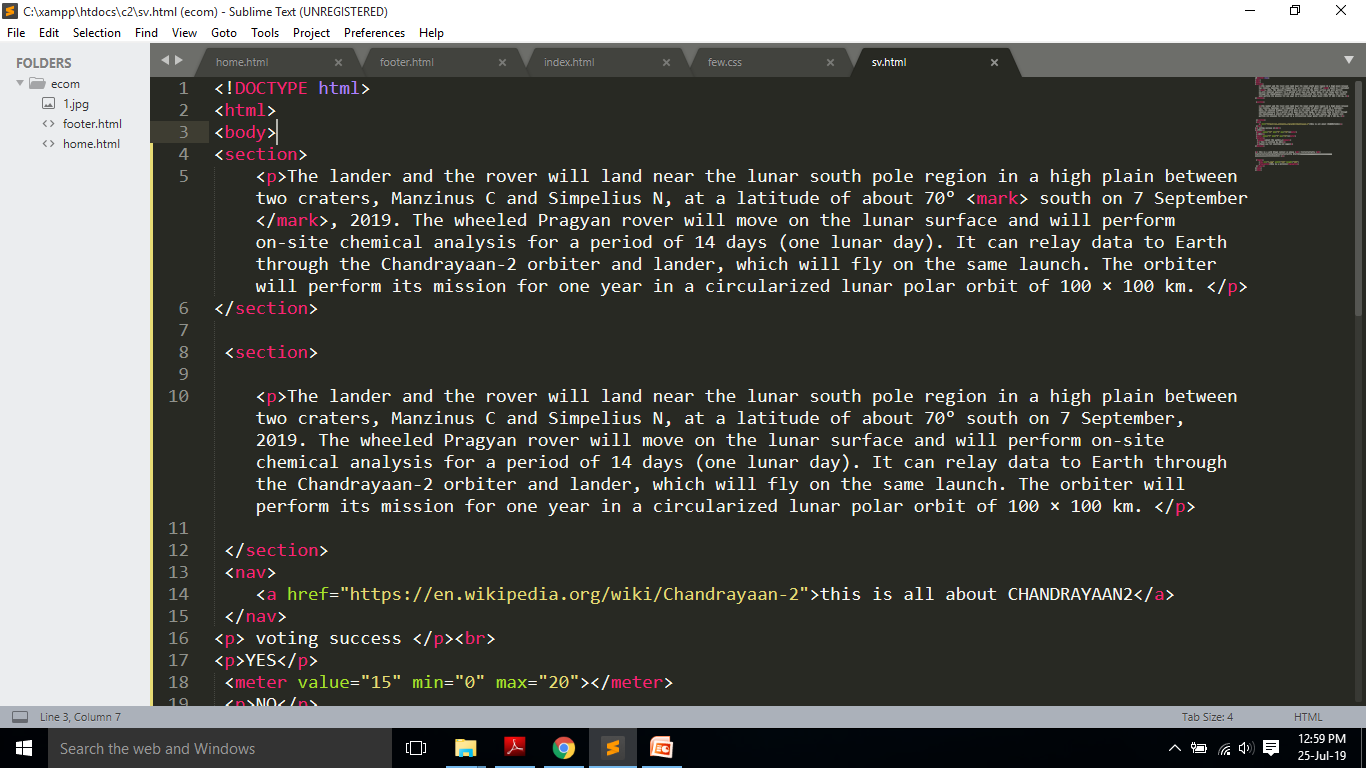 C:\xampp\htdocs\c2\sv.html (ecom) - Sublime Text (UNREGISTERED)
File Edit Selection Find View Goto Tools Project Preferences Help
FOLDERS
ecom
1.jpg
footer.html
home.html
home.html × footer.html × index.html × few.css × sv.html ×
1 <!DOCTYPE html>
2 <html>
3 <body>
4 <section>
5 <p>The lander and the rover will land near the lunar south pole region in a high plain between
two craters, Manzinus C and Simpelius N, at a latitude of about 70° <mark> south on 7 September
</mark>, 2019. The wheeled Pragyan rover will move on the lunar surface and will perform
on-site chemical analysis for a period of 14 days (one lunar day). It can relay data to Earth
through the Chandrayaan-2 orbiter and lander, which will fly on the same launch. The orbiter
will perform its mission for one year in a circularized lunar polar orbit of 100 × 100 km. </p>
6 </section>
7
8 <section>
9
10 <p>The lander and the rover will land near the lunar south pole region in a high plain between
two craters, Manzinus C and Simpelius N, at a latitude of about 70° south on 7 September,
2019. The wheeled Pragyan rover will move on the lunar surface and will perform on-site
chemical analysis for a period of 14 days (one lunar day). It can relay data to Earth through
the Chandrayaan-2 orbiter and lander, which will fly on the same launch. The orbiter will
perform its mission for one year in a circularized lunar polar orbit of 100 × 100 km. </p>
11
12 </section>
13 <nav>
14 <a href="https://en.wikipedia.org/wiki/Chandrayaan-2">this is all about CHANDRAYAAN2</a>
15 </nav>
16 <p> voting success </p><br>
17 <p>YES</p>
18 <meter value="15" min="0" max="20"></meter>
19 <p>NO</p>
Line 3, Column 7 Tab Size: 4 HTML
Search the web and Windows
12:59 PM
25-Jul-19